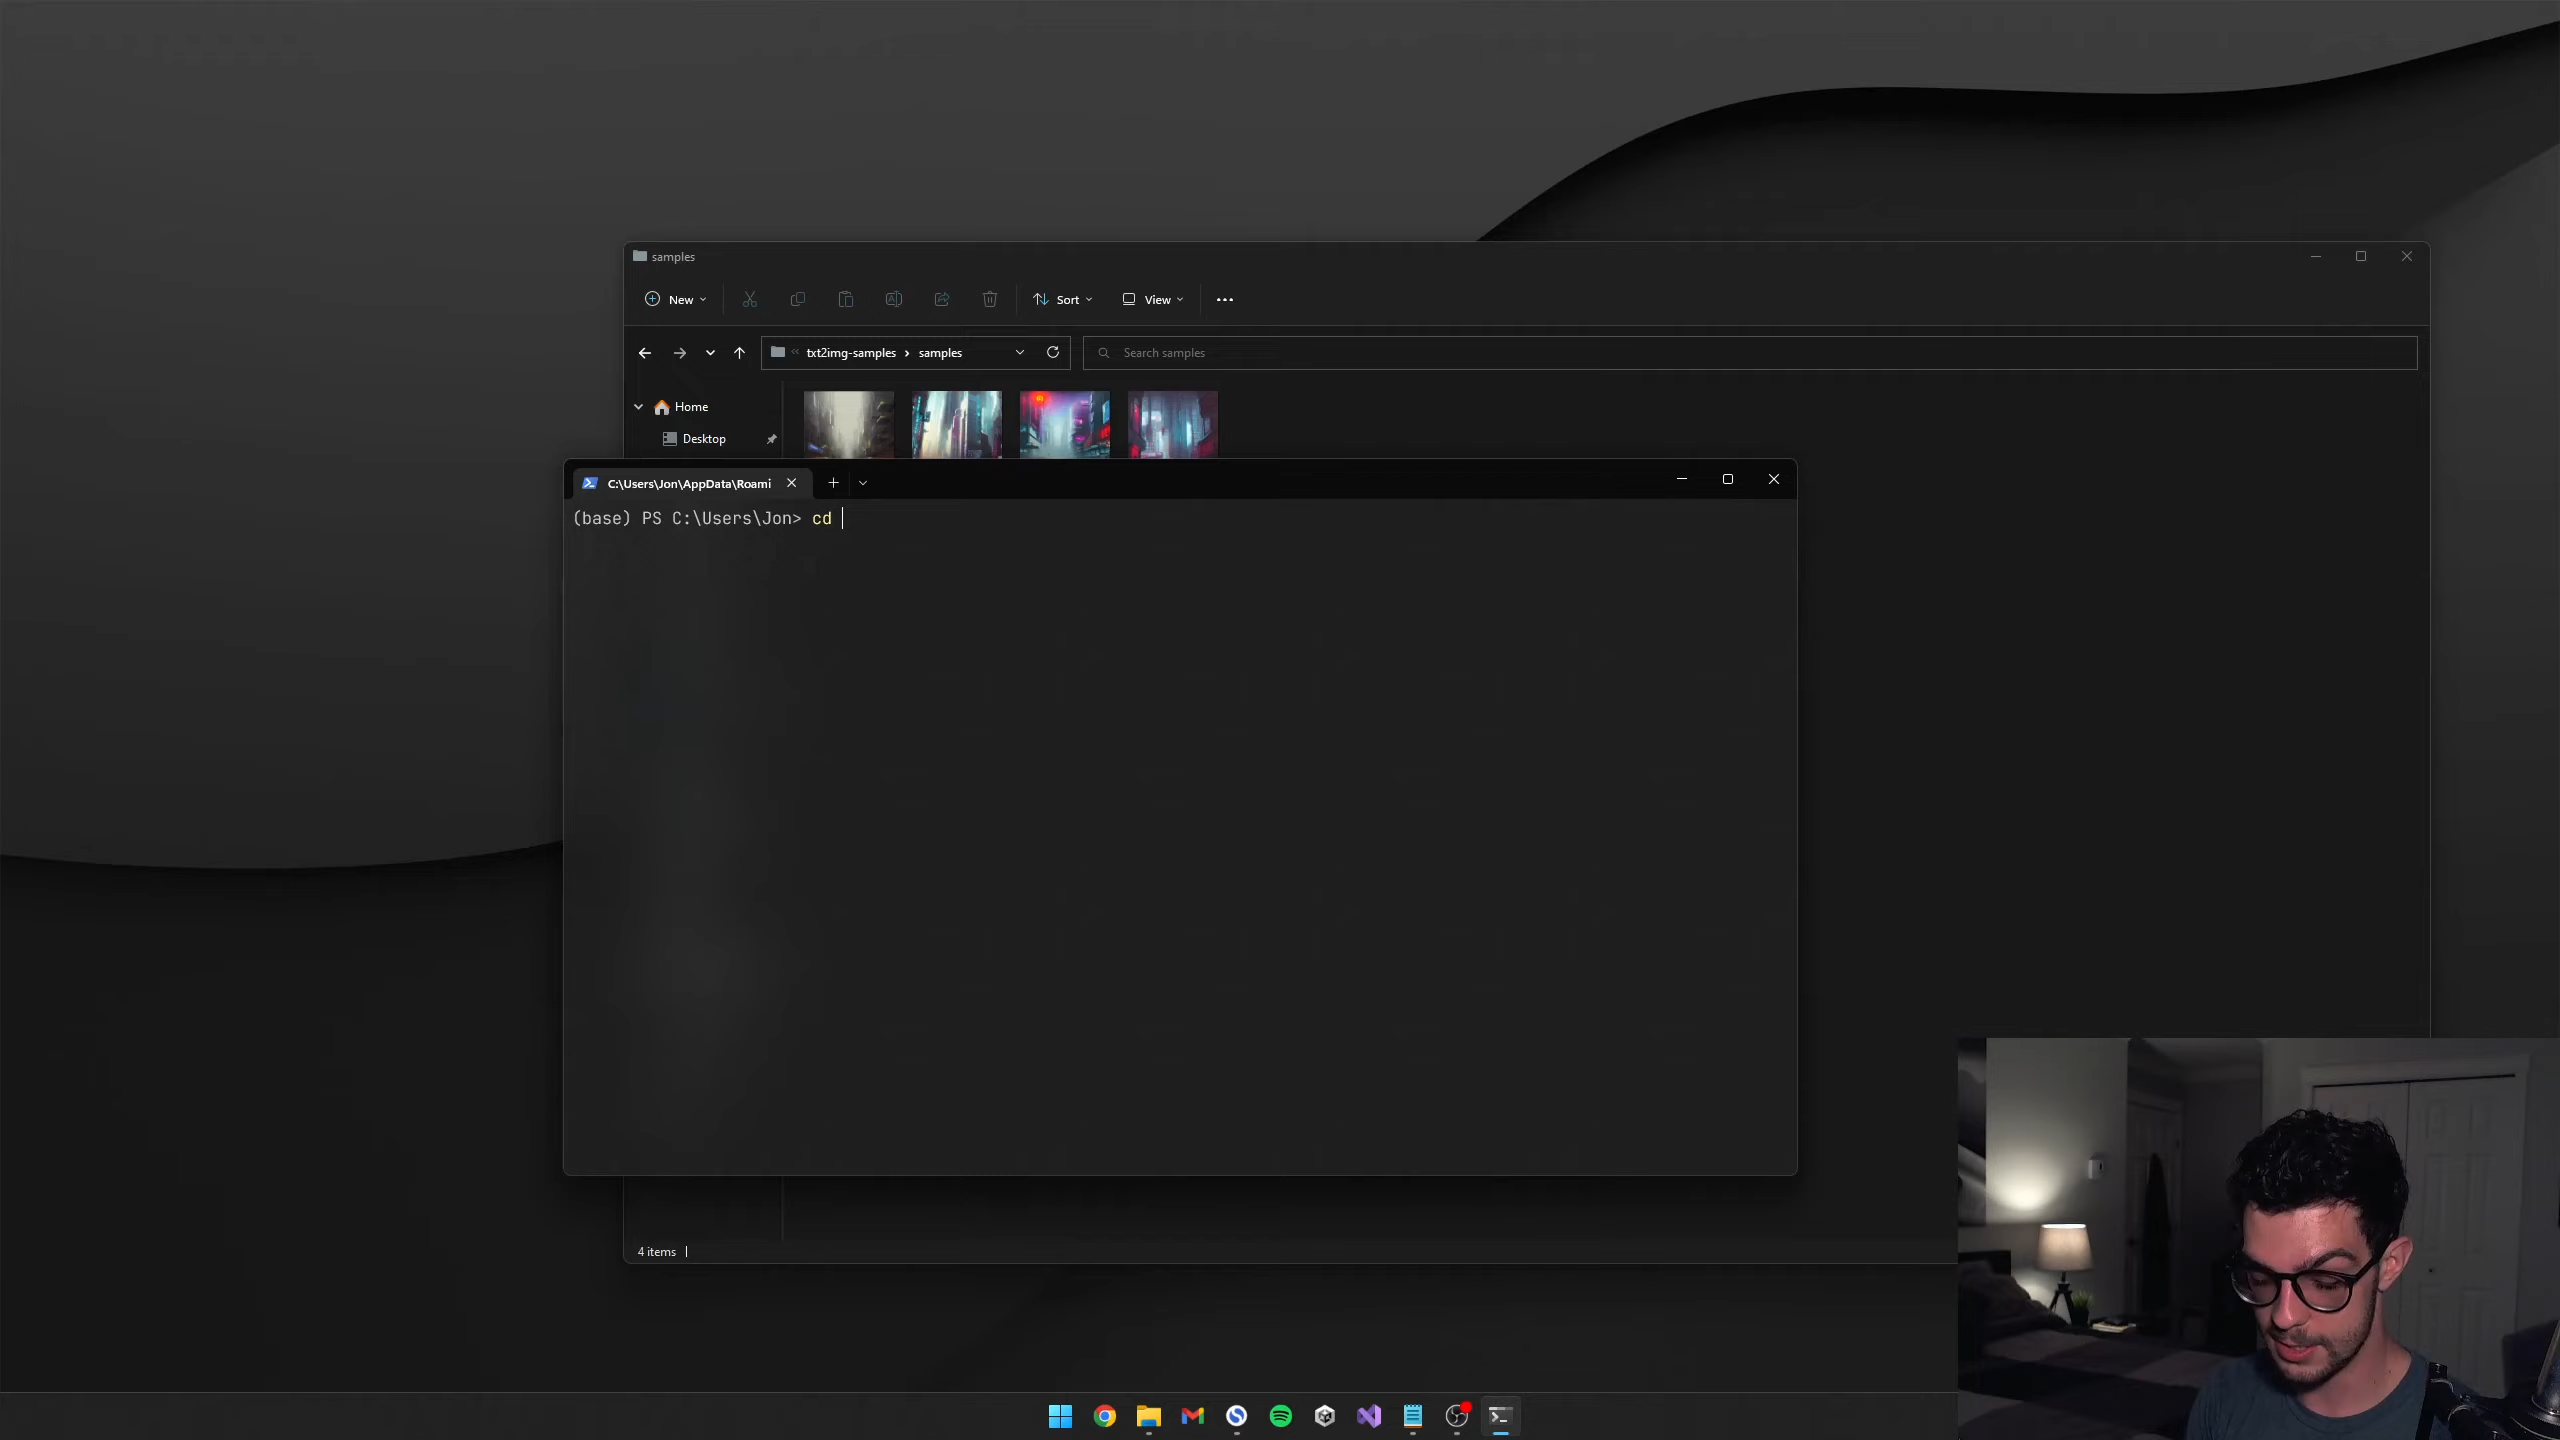 samples
New
Sort
View
txt2img-samples › samples
Search samples
Home
Desktop
C:\Users\Jon\AppData\Roami
(base) PS C:\Users\Jon> cd
4 items